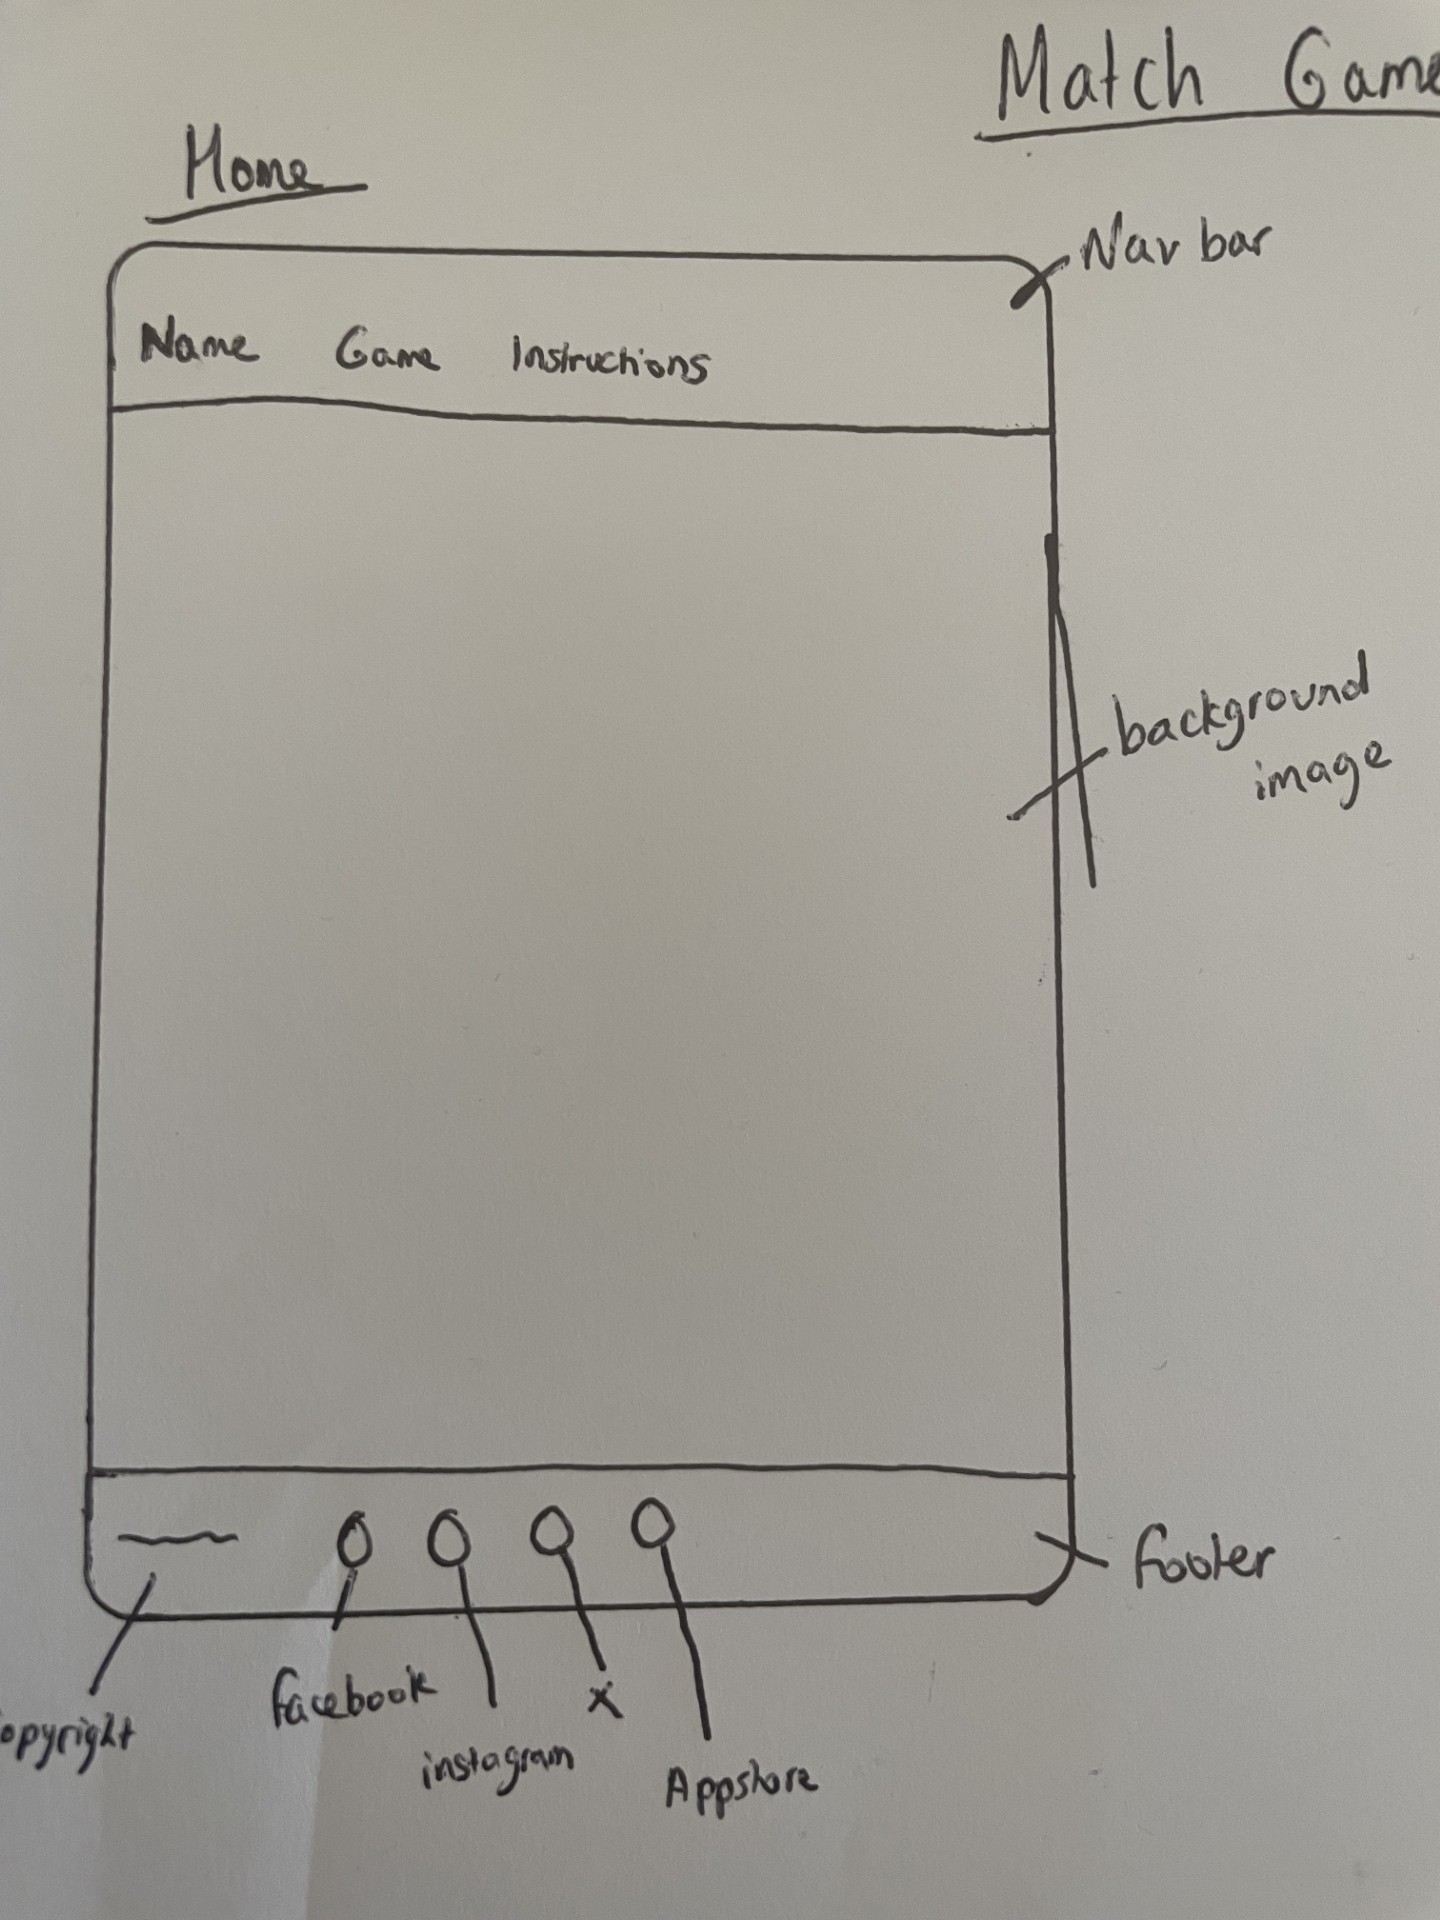 Match Game
Home
Nav bar
Name Game Instructions
background
image
footer
facebook
x
opyright
instagram
Appstore